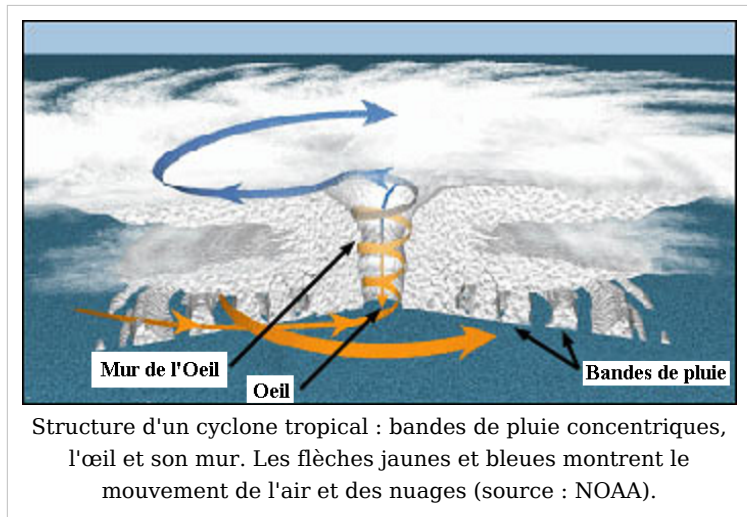 Mur de l'Oeil
Oeil
Bandes de pluie
Structure d'un cyclone tropical : bandes de pluie concentriques,
l'œil et son mur. Les flèches jaunes et bleues montrent le
mouvement de l'air et des nuages (source : NOAA).